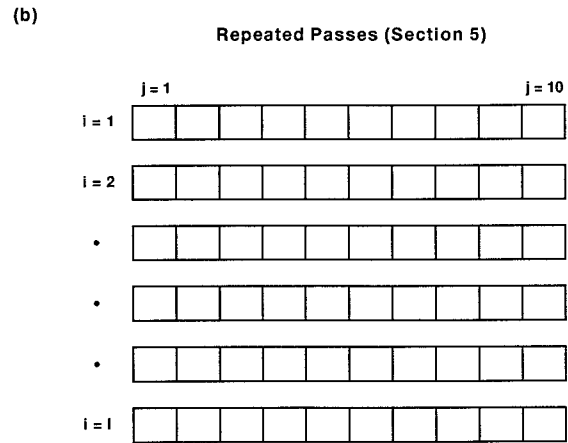 (b)
Repeated Passes (Section 5)
j = 1 j = 10
i = 1
i = 2
•
•
•
i = I